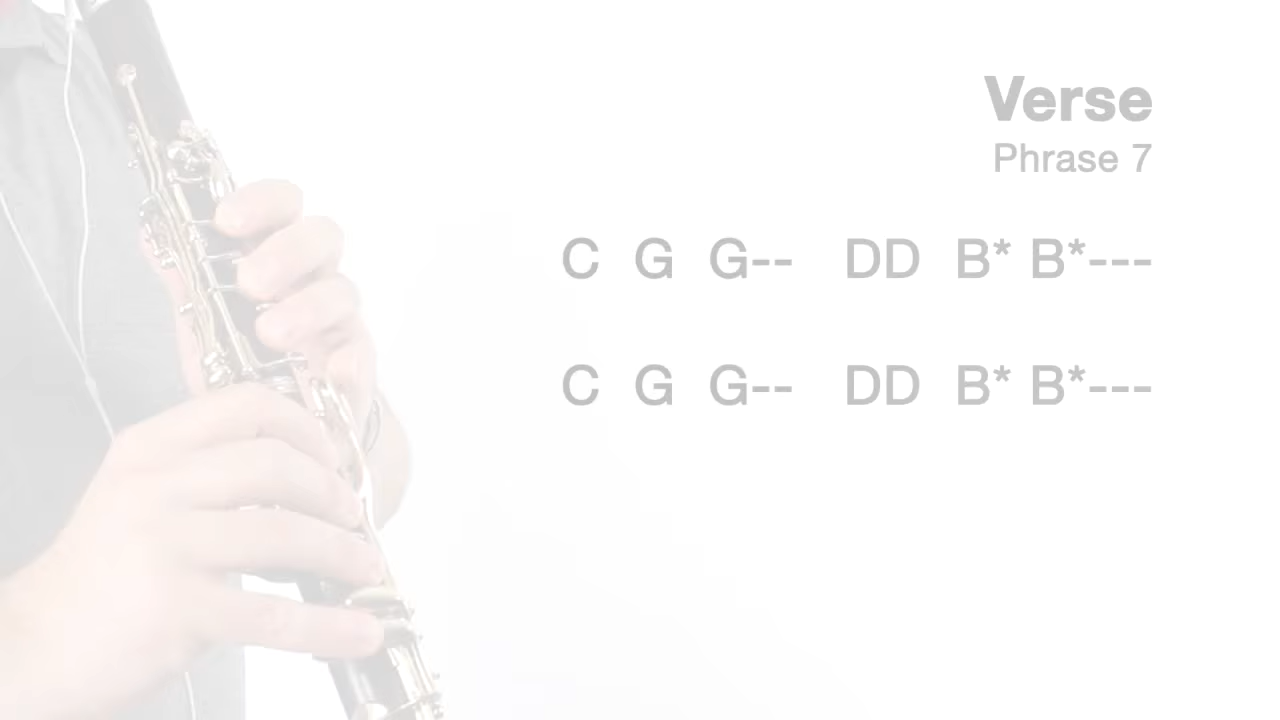 Verse
Phrase 7
C G G-- DD B* B*---
C G G-- DD B* B*---